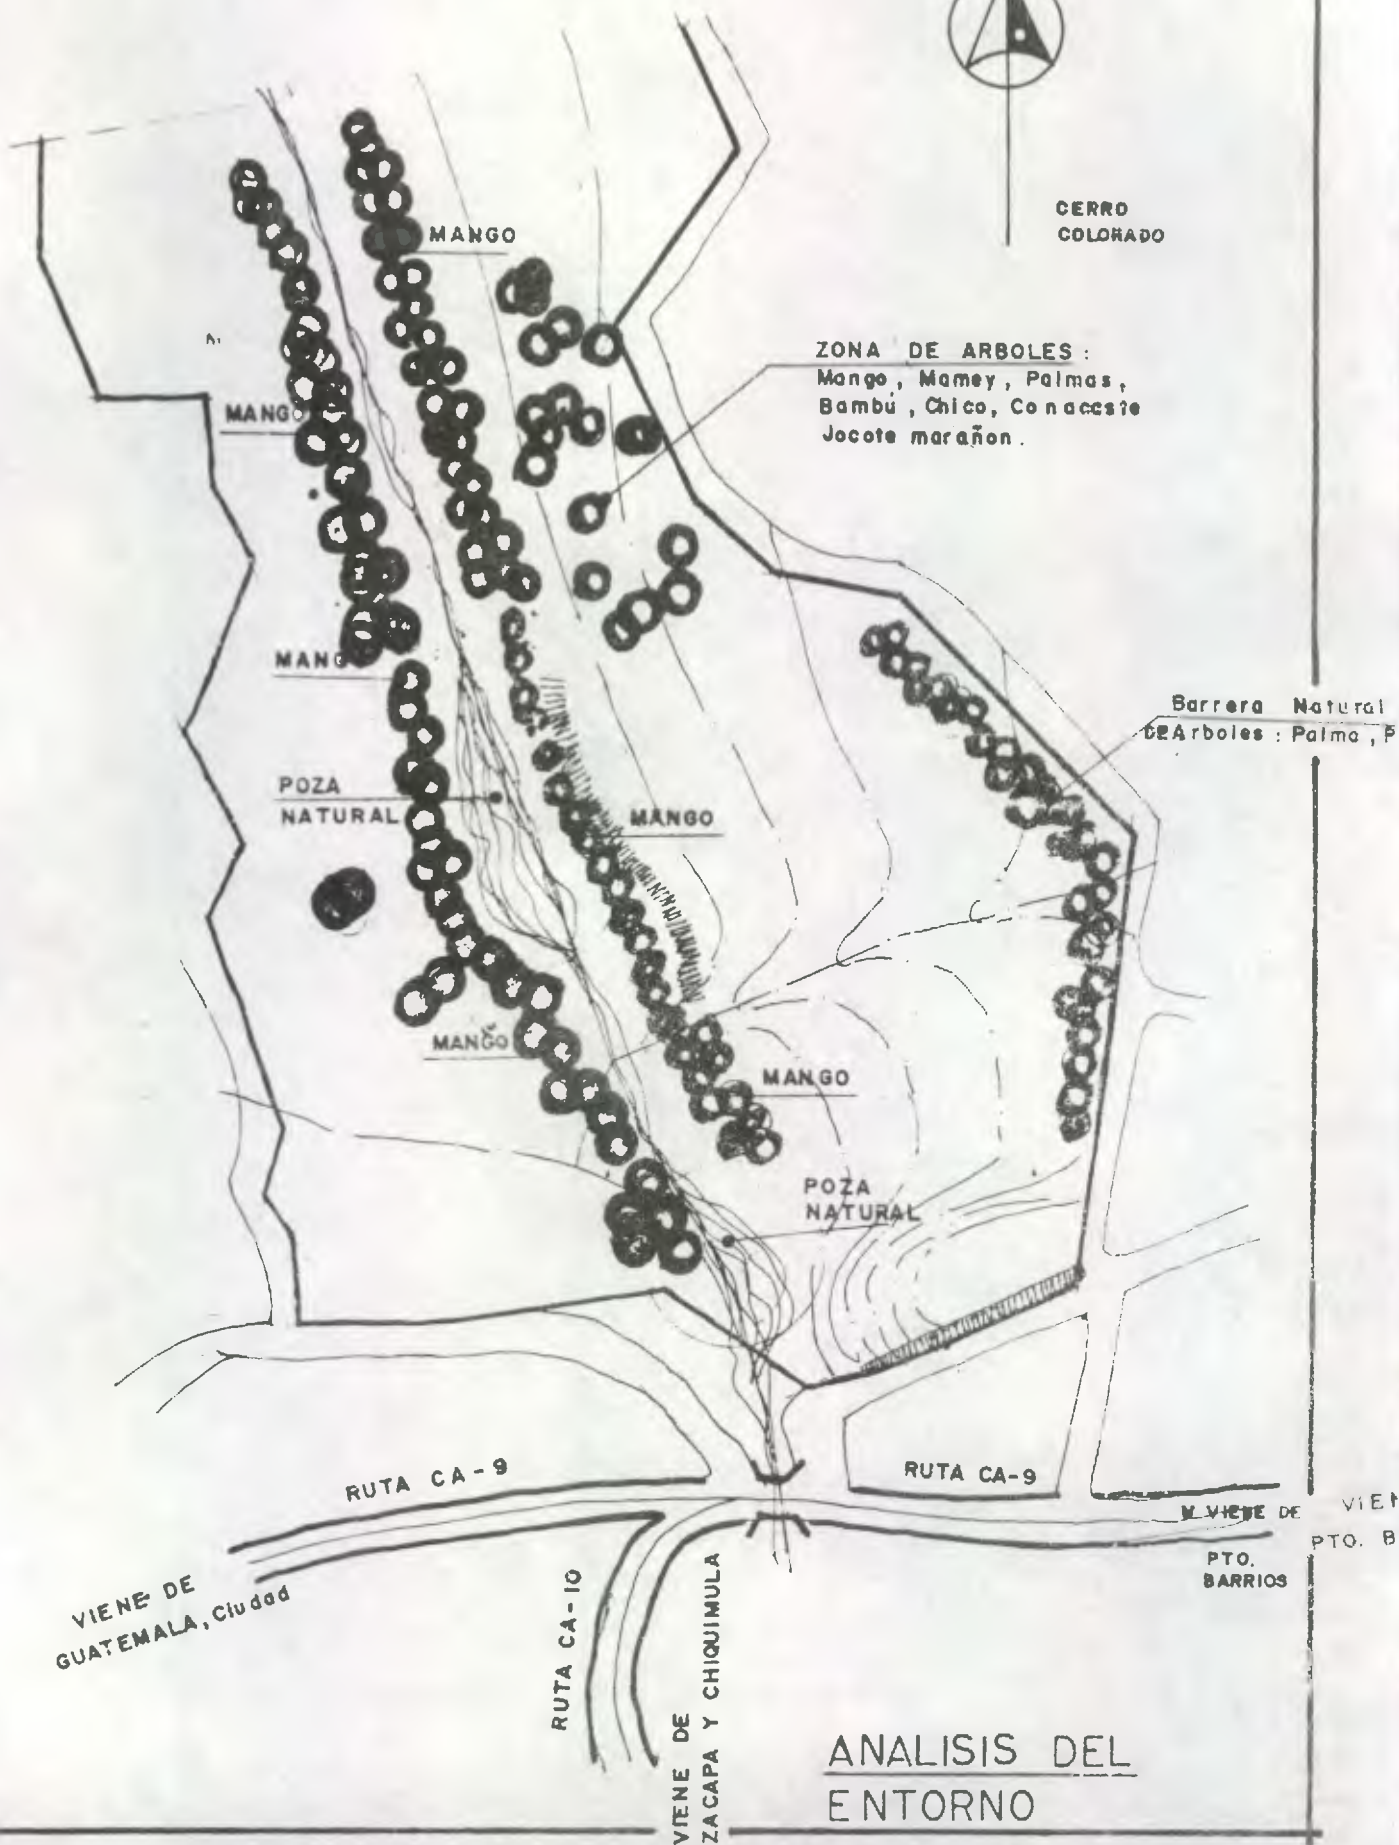 CERRO
COLORADO
MANGO
ZONA DE ARBOLES :
Mango, Mamey, Palmas,
Bambú, Chico, Conacaste
Jocote marañon.
MANGO
MANGO
Barrera Natural
DE Arboles : Palma, P
POZA
NATURAL
MANGO
MANGO
MANGO
POZA
NATURAL
RUTA CA-9
RUTA CA-9
VIENE DE
PTO.
BARRIOS
VIEN
PTO. B
VIENE DE
GUATEMALA, Ciudad
RUTA CA-10
VIENE DE
ZACAPA Y CHIQUIMULA
ANALISIS DEL
ENTORNO